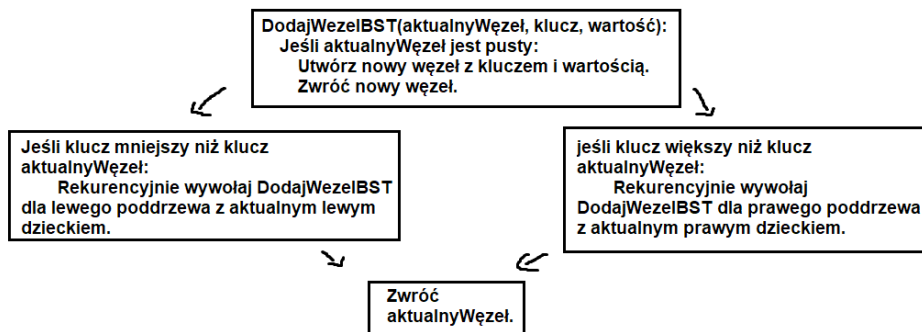 DodajWezelBST(aktualnyWęzeł, klucz, wartość):
Jeśli aktualnyWęzeł jest pusty:
Utwórz nowy węzeł z kluczem i wartością.
Zwróć nowy węzeł.
Jeśli klucz mniejszy niż klucz
aktualnyWęzeł:
Rekurencyjnie wywołaj DodajWezelBST
dla lewego poddrzewa z aktualnym lewym
dzieckiem.
jeśli klucz większy niż klucz
aktualnyWęzeł:
Rekurencyjnie wywołaj
DodajWezelBST dla prawego poddrzewa
z aktualnym prawym dzieckiem.
Zwróć
aktualnyWęzeł.